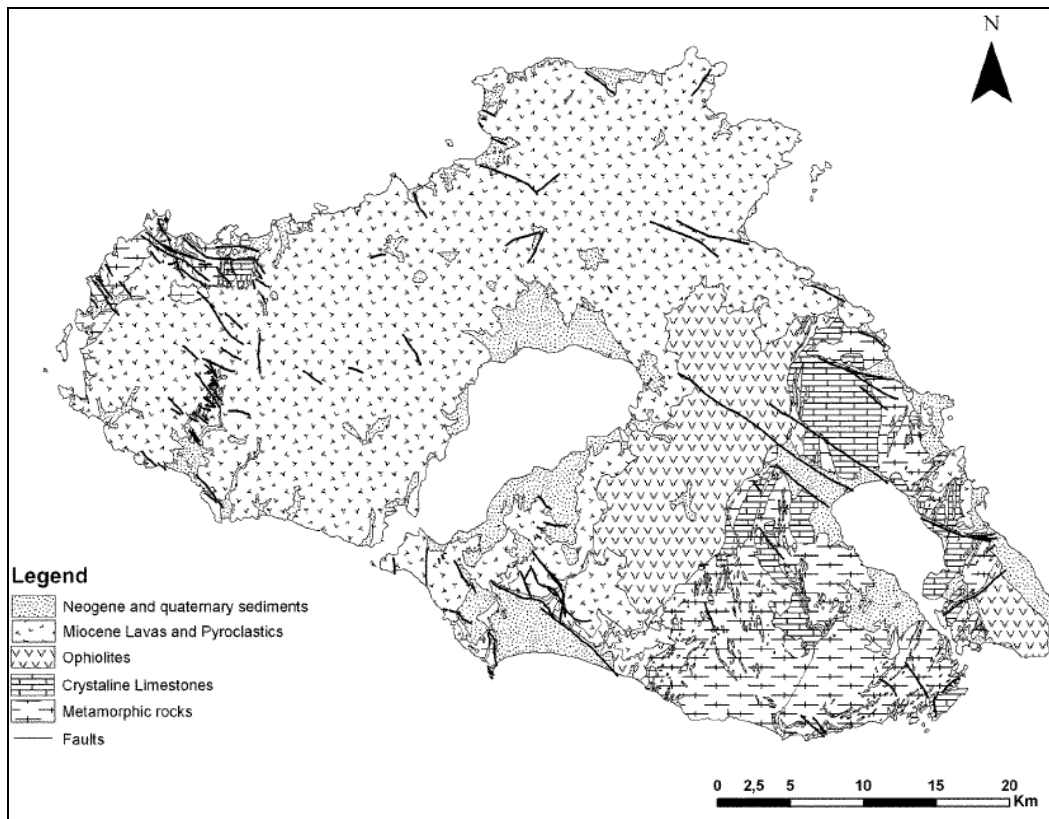 N
Legend
Neogene and quaternary sediments
Miocene Lavas and Pyroclastics
Ophiolites
Crystaline Limestones
Metamorphic rocks
Faults
0 2,5 5 10 15 20
Km